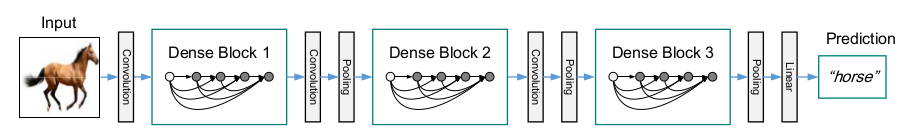 Input
Convolution
Dense Block 1
Convolution
Pooling
Dense Block 2
Convolution
Pooling
Dense Block 3
Pooling
Linear
Prediction
“horse”